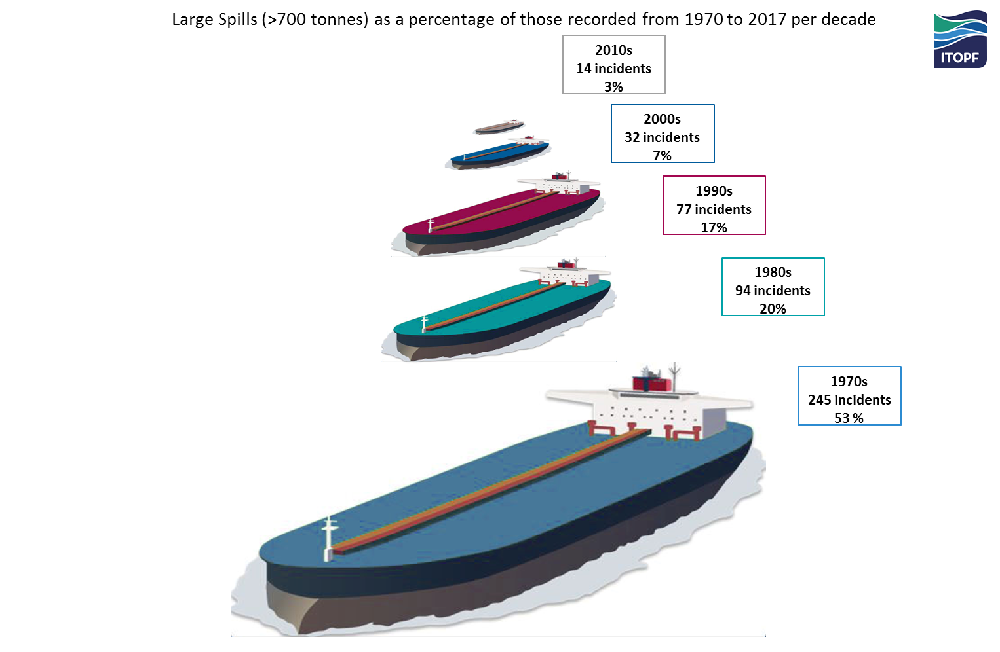 Large Spills (>700 tonnes) as a percentage of those recorded from 1970 to 2017 per decade
ITOPF
2010s
14 incidents
3%
2000s
32 incidents
7%
1990s
77 incidents
17%
1980s
94 incidents
20%
1970s
245 incidents
53 %